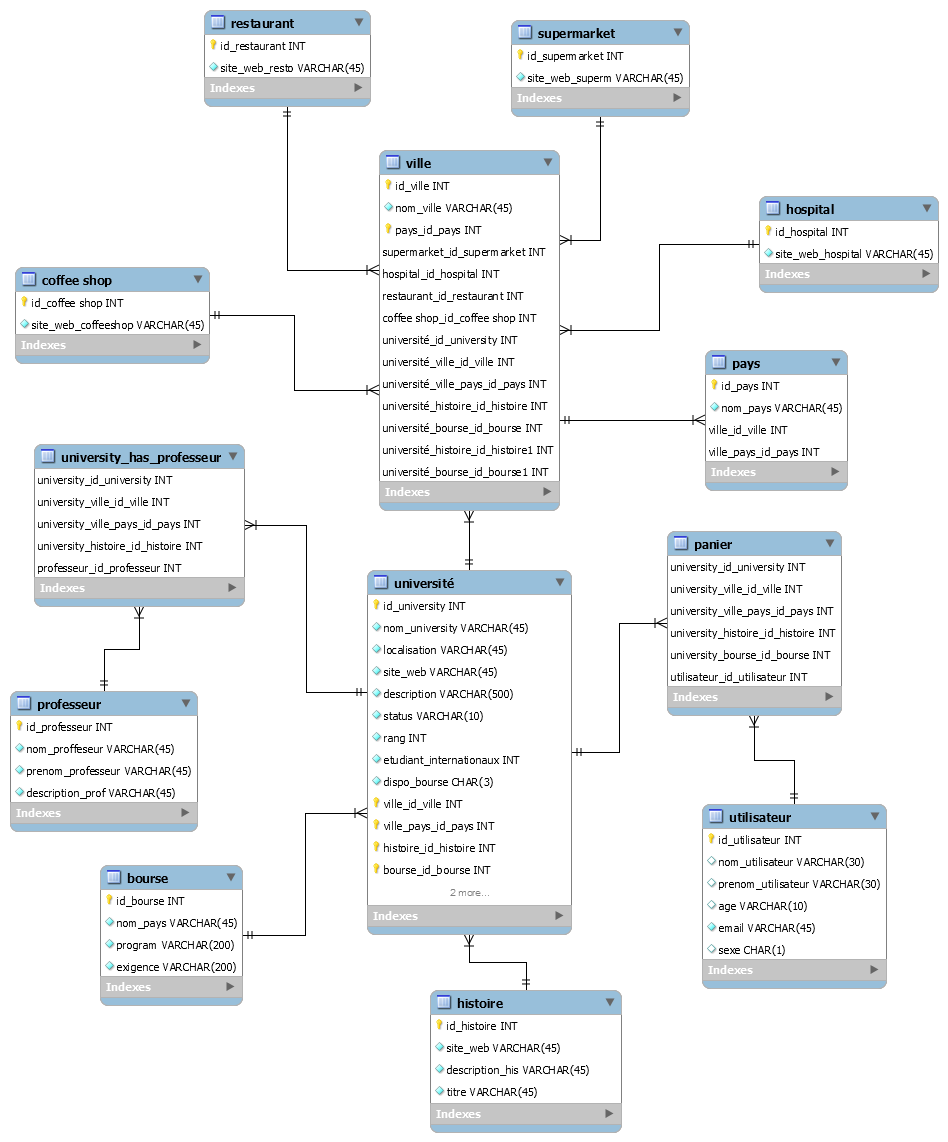 restaurant
id_restaurant INT
site_web_resto VARCHAR(45)
Indexes
supermarket
id_supermarket INT
site_web_superm VARCHAR(45)
Indexes
ville
id_ville INT
nom_ville VARCHAR(45)
pays_id_pays INT
supermarket_id_supermarket INT
hospital_id_hospital INT
restaurant_id_restaurant INT
coffee shop_id_coffee shop INT
université_id_university INT
université_ville_id_ville INT
université_ville_pays_id_pays INT
université_histoire_id_histoire INT
université_bourse_id_bourse INT
université_histoire_id_histoire1 INT
université_bourse_id_bourse1 INT
Indexes
hospital
id_hospital INT
site_web_hospital VARCHAR(45)
Indexes
coffee shop
id_coffee shop INT
site_web_coffeeshop VARCHAR(45)
Indexes
pays
id_pays INT
nom_pays VARCHAR(45)
ville_id_ville INT
ville_pays_id_pays INT
Indexes
university_has_professeur
university_id_university INT
university_ville_id_ville INT
university_ville_pays_id_pays INT
university_histoire_id_histoire INT
professeur_id_professeur INT
Indexes
université
id_university INT
nom_university VARCHAR(45)
localisation VARCHAR(45)
site_web VARCHAR(45)
description VARCHAR(500)
status VARCHAR(10)
rang INT
etudiant_internationaux INT
dispo_bourse CHAR(3)
ville_id_ville INT
ville_pays_id_pays INT
histoire_id_histoire INT
bourse_id_bourse INT
2 more...
Indexes
panier
university_id_university INT
university_ville_id_ville INT
university_ville_pays_id_pays INT
university_histoire_id_histoire INT
university_bourse_id_bourse INT
utilisateur_id_utilisateur INT
Indexes
professeur
id_professeur INT
nom_proffeseur VARCHAR(45)
prenom_professeur VARCHAR(45)
description_prof VARCHAR(45)
Indexes
utilisateur
id_utilisateur INT
nom_utilisateur VARCHAR(30)
prenom_utilisateur VARCHAR(30)
age VARCHAR(10)
email VARCHAR(45)
sexe CHAR(1)
Indexes
bourse
id_bourse INT
nom_pays VARCHAR(45)
program VARCHAR(200)
exigence VARCHAR(200)
Indexes
histoire
id_histoire INT
site_web VARCHAR(45)
description_his VARCHAR(45)
titre VARCHAR(45)
Indexes